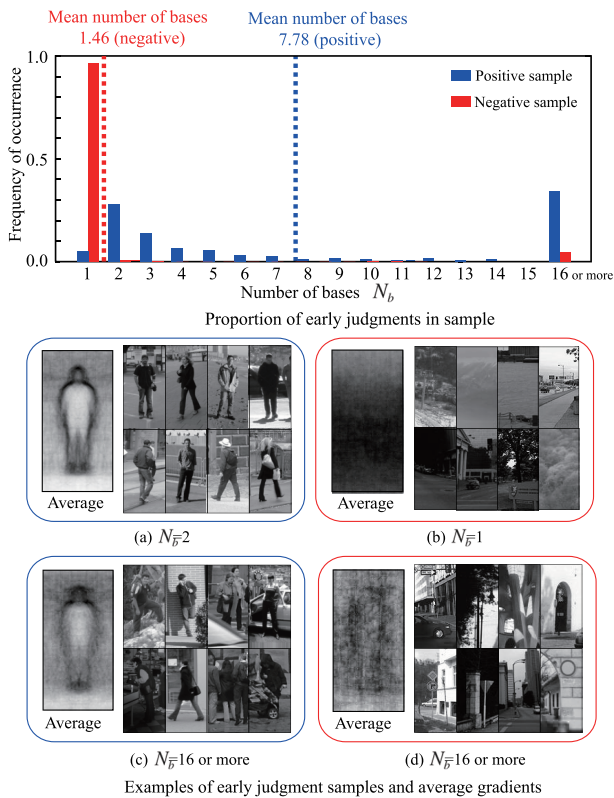 Mean number of bases
1.46 (negative)
Mean number of bases
7.78 (positive)
Frequency of occurrence
1.0
0.5
0.0
Positive sample
Negative sample
1 2 3 4 5 6 7 8 9 10 11 12 13 14 15 16 or more
Number of bases N_b
Proportion of early judgments in sample
Average
(a) N_b=2
Average
(b) N_b=1
Average
(c) N_b=16 or more
Average
(d) N_b=16 or more
Examples of early judgment samples and average gradients